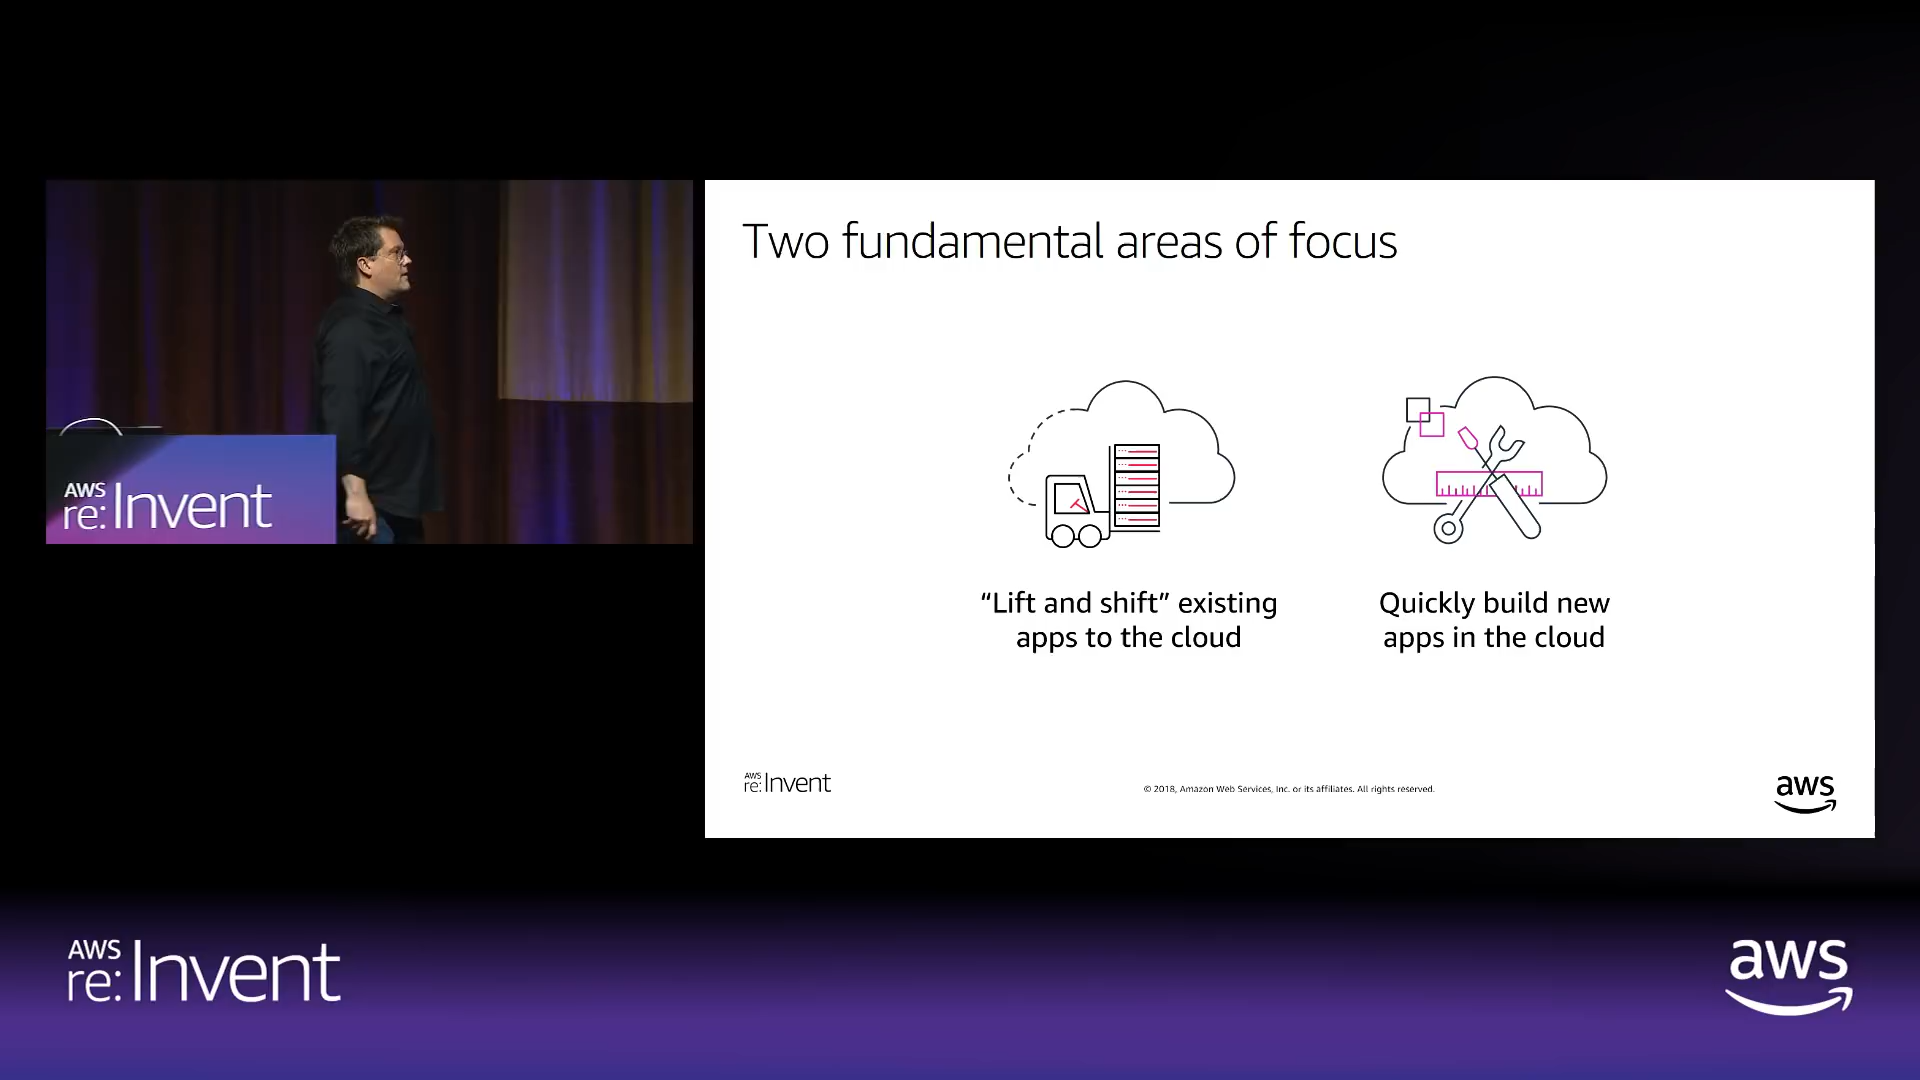 AWS
re:Invent
Two fundamental areas of focus
“Lift and shift” existing
apps to the cloud
Quickly build new
apps in the cloud
AWS
re:Invent
© 2018, Amazon Web Services, Inc. or its affiliates. All rights reserved.
aws
AWS
re:Invent
aws